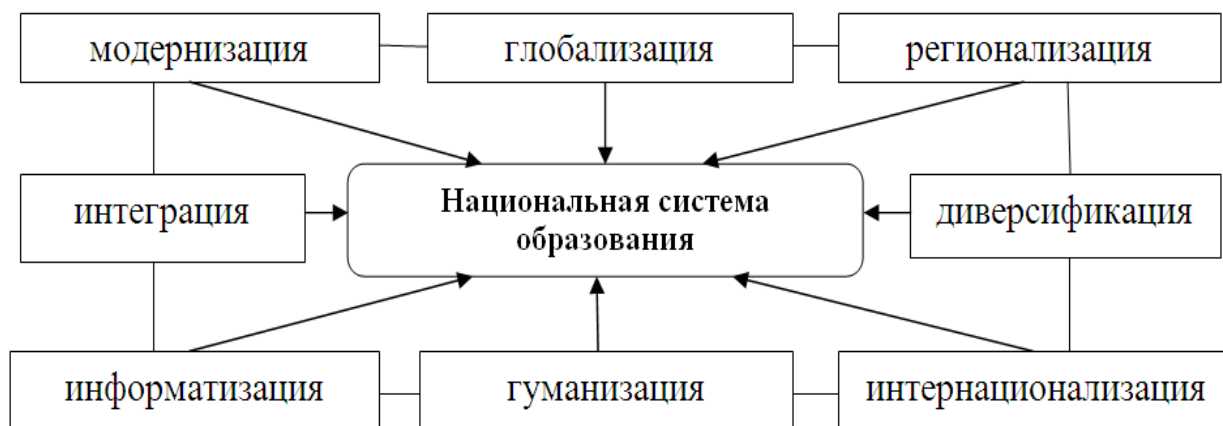 модернизация
глобализация
регионализация
интеграция
Национальная система
образования
диверсификация
информатизация
гуманизация
интернационализация